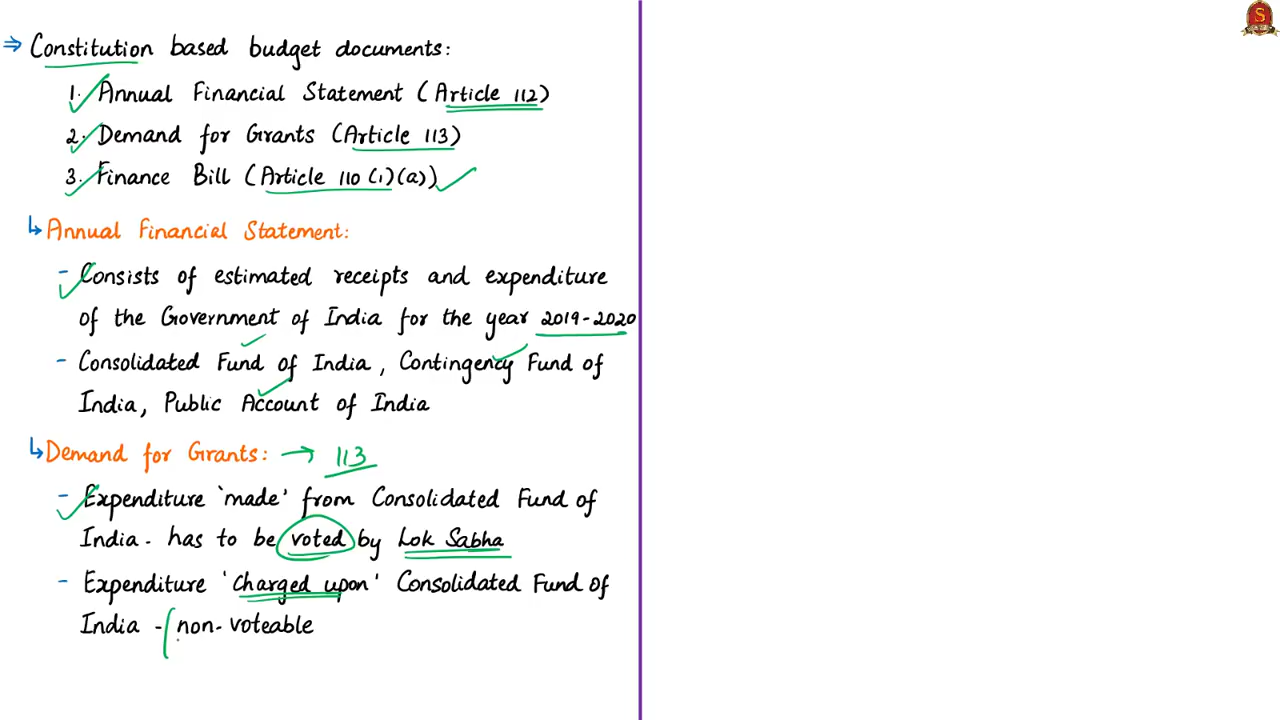 ⇒ Constitution based budget documents:
1. Annual Financial Statement (Article 112)
2. Demand for Grants (Article 113)
3. Finance Bill (Article 110 (1)(a))
↳ Annual Financial Statement:
- Consists of estimated receipts and expenditure
of the Government of India for the year 2019-2020
- Consolidated Fund of India, Contingency Fund of
India, Public Account of India
↳ Demand for Grants: → 113
- Expenditure 'made' from Consolidated Fund of
India - has to be voted by Lok Sabha
- Expenditure 'charged upon' Consolidated Fund of
India - (non-voteable
S